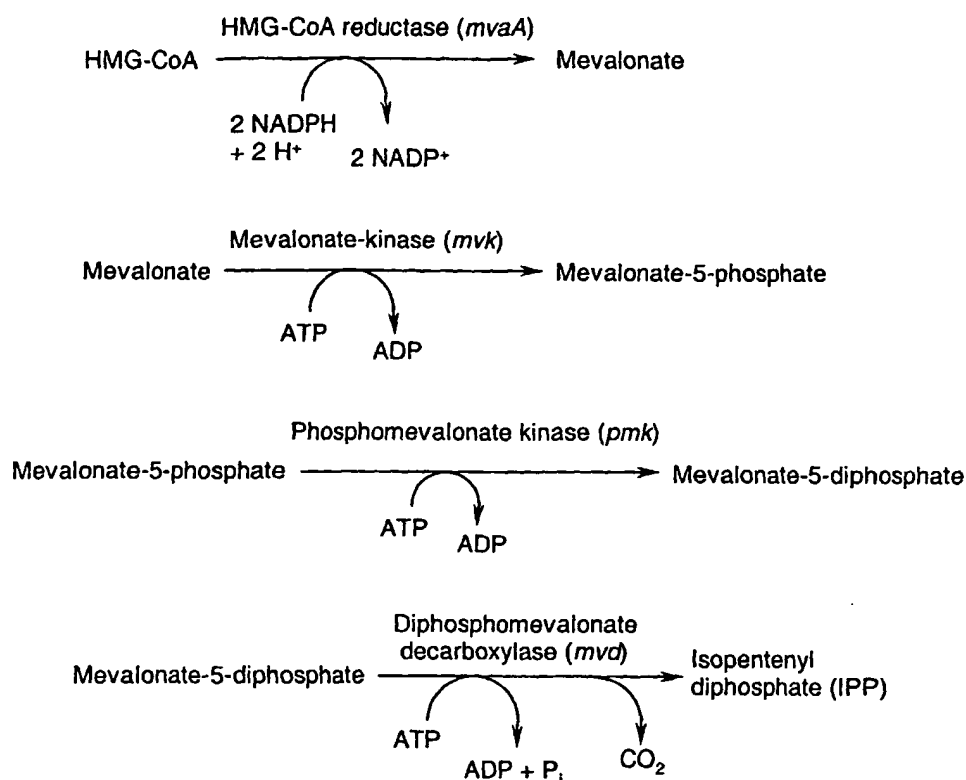 HMG-CoA reductase (mvaA)
HMG-CoA
Mevalonate
2 NADPH
+ 2 H⁺
2 NADP⁺
Mevalonate-kinase (mvk)
Mevalonate
Mevalonate-5-phosphate
ATP
ADP
Phosphomevalonate kinase (pmk)
Mevalonate-5-phosphate
Mevalonate-5-diphosphate
ATP
ADP
Diphosphomevalonate
decarboxylase (mvd)
Mevalonate-5-diphosphate
Isopentenyl
diphosphate (IPP)
ATP
ADP + Pᵢ
CO₂